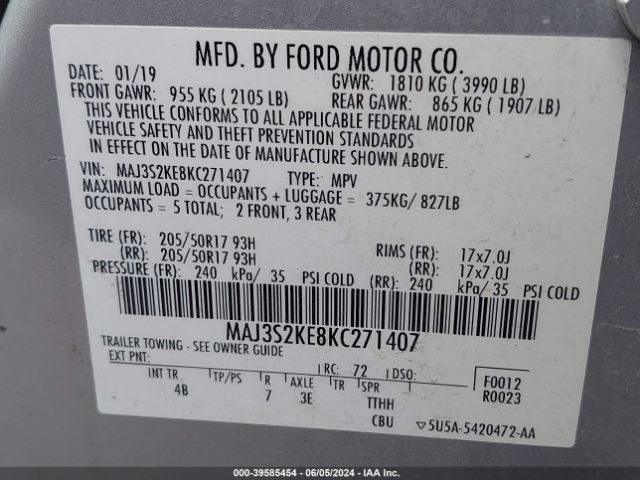 MFD. BY FORD MOTOR CO.
DATE: 01/19 GVWR: 1810 KG ( 3990 LB)
FRONT GAWR: 955 KG ( 2105 LB) REAR GAWR: 865 KG ( 1907 LB)
THIS VEHICLE CONFORMS TO ALL APPLICABLE FEDERAL MOTOR
VEHICLE SAFETY AND THEFT PREVENTION STANDARDS
IN EFFECT ON THE DATE OF MANUFACTURE SHOWN ABOVE.
VIN: MAJ3S2KE8KC271407 TYPE: MPV
MAXIMUM LOAD = OCCUPANTS + LUGGAGE = 375KG/ 827LB
OCCUPANTS = 5 TOTAL; 2 FRONT, 3 REAR
TIRE (FR): 205/50R17 93H RIMS (FR): 17x7.0J
(RR): 205/50R17 93H (RR): 17x7.0J
PRESSURE (FR): 240 kPa/ 35 PSI COLD (RR): 240 kPa/ 35 PSI COLD
MAJ3S2KE8KC271407
TRAILER TOWING - SEE OWNER GUIDE
EXT PNT: RC: 72 DSO: F0012
INT TR TP/PS R AXLE TR SPR R0023
4B 7 3E TTHH
CBU ▽5U5A-5420472-AA
000-39585454 - 06/05/2024 - IAA Inc.